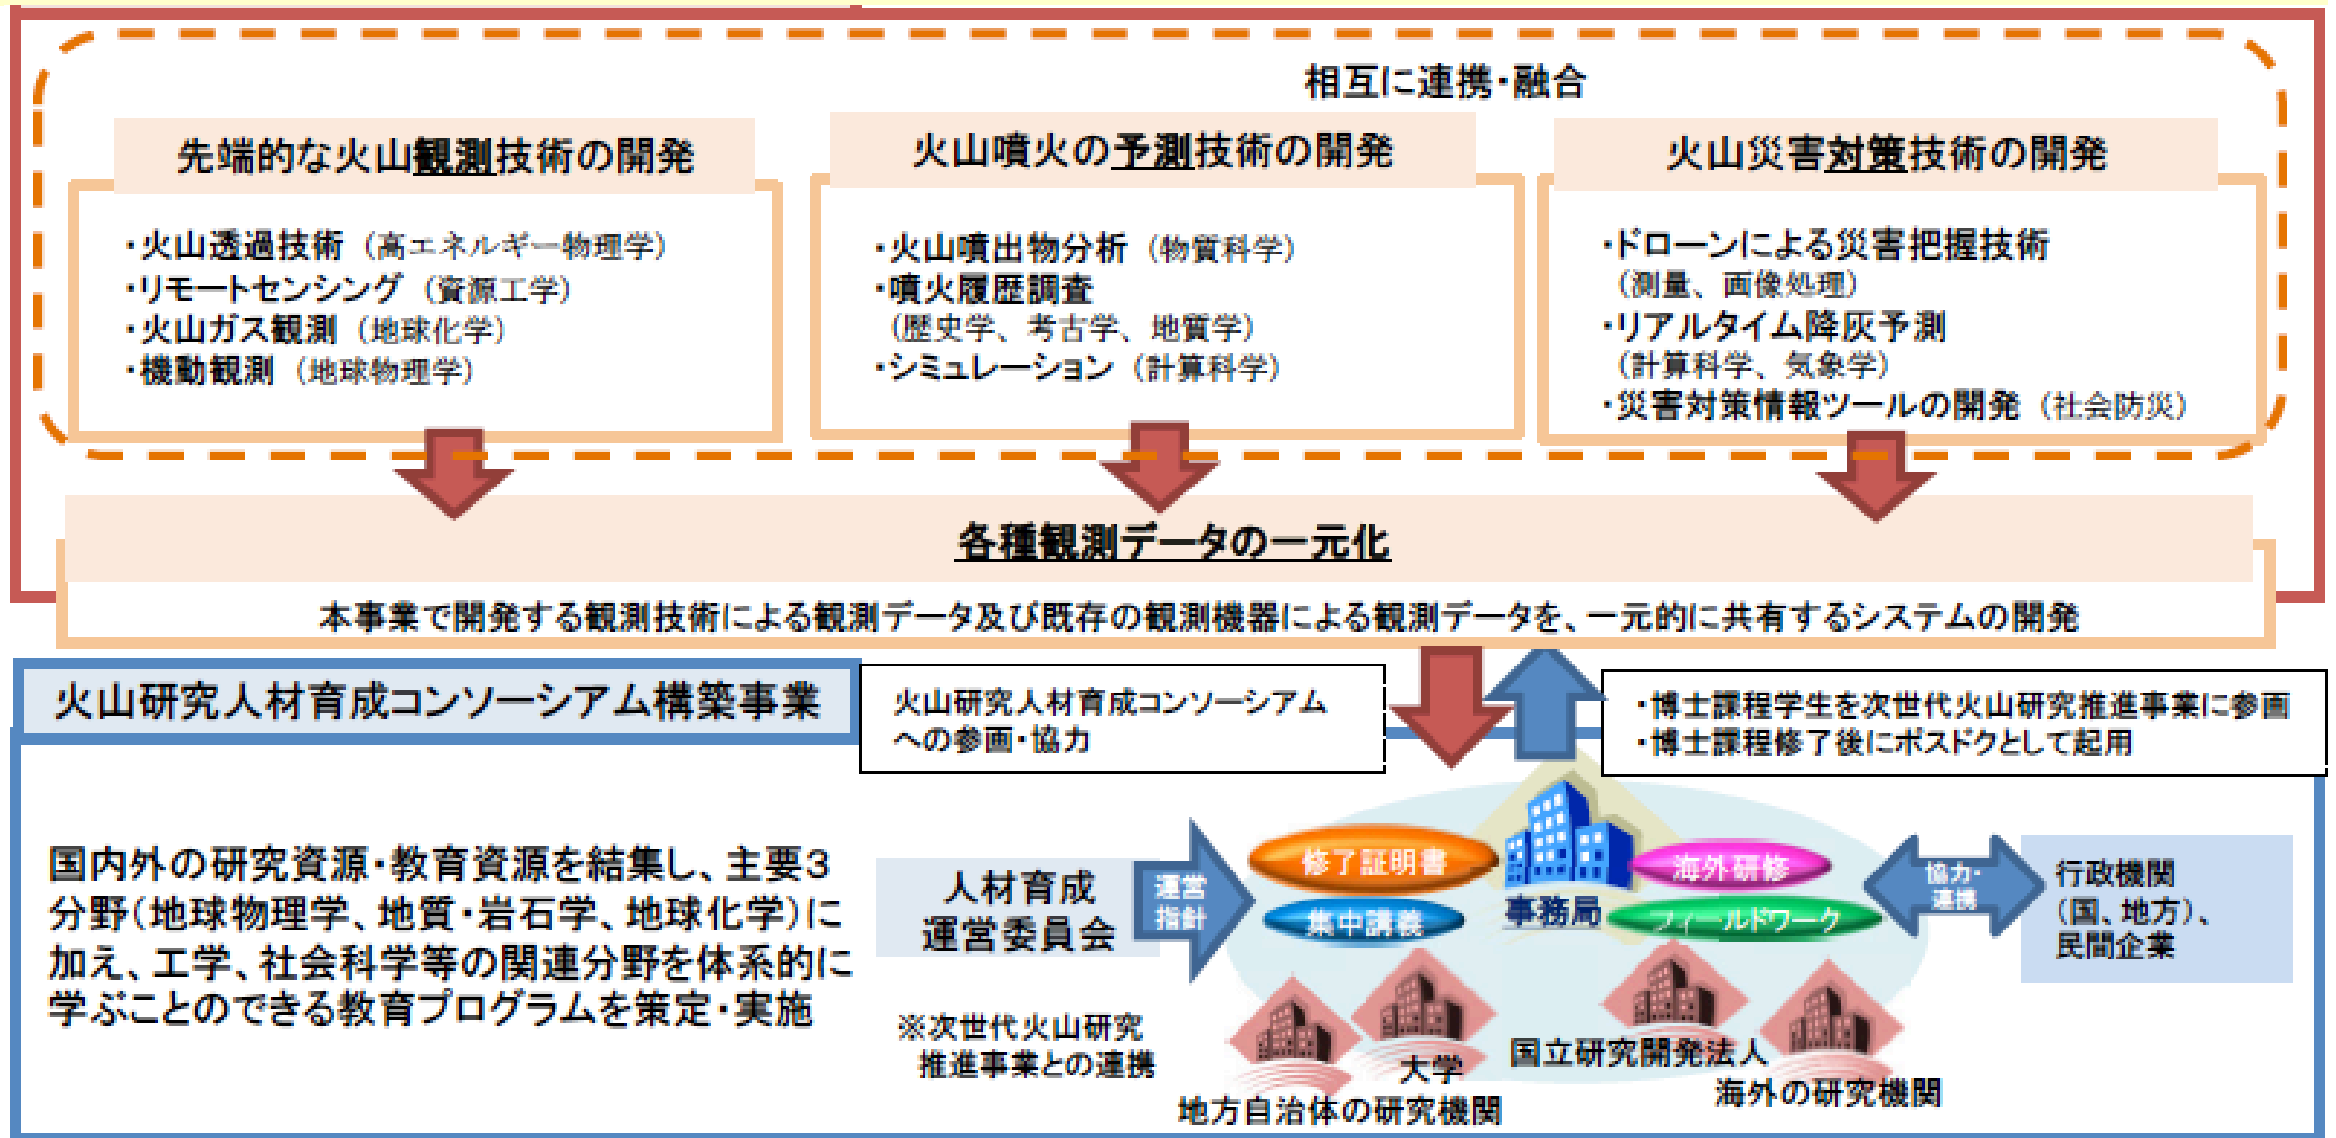 相互に連携・融合
先端的な火山観測技術の開発
・火山透過技術（高エネルギー物理学）
・リモートセンシング（資源工学）
・火山ガス観測（地球化学）
・機動観測（地球物理学）
火山噴火の予測技術の開発
・火山噴出物分析（物質科学）
・噴火履歴調査
（歴史学、考古学、地質学）
・シミュレーション（計算科学）
火山災害対策技術の開発
・ドローンによる災害把握技術
（測量、画像処理）
・リアルタイム降灰予測
（計算科学、気象学）
・災害対策情報ツールの開発（社会防災）
各種観測データの一元化
本事業で開発する観測技術による観測データ及び既存の観測機器による観測データを、一元的に共有するシステムの開発
火山研究人材育成コンソーシアム構築事業
火山研究人材育成コンソーシアム
への参画・協力
・博士課程学生を次世代火山研究推進事業に参画
・博士課程修了後にポスドクとして起用
国内外の研究資源・教育資源を結集し、主要３
分野（地球物理学、地質・岩石学、地球化学）に
加え、工学、社会科学等の関連分野を体系的に
学ぶことのできる教育プログラムを策定・実施
人材育成
運営委員会
運営
指針
※次世代火山研究
推進事業との連携
修了証明書
海外研修
集中講義
事務局
フィールドワーク
協力・
連携
行政機関
（国、地方）、
民間企業
大学
国立研究開発法人
地方自治体の研究機関
海外の研究機関